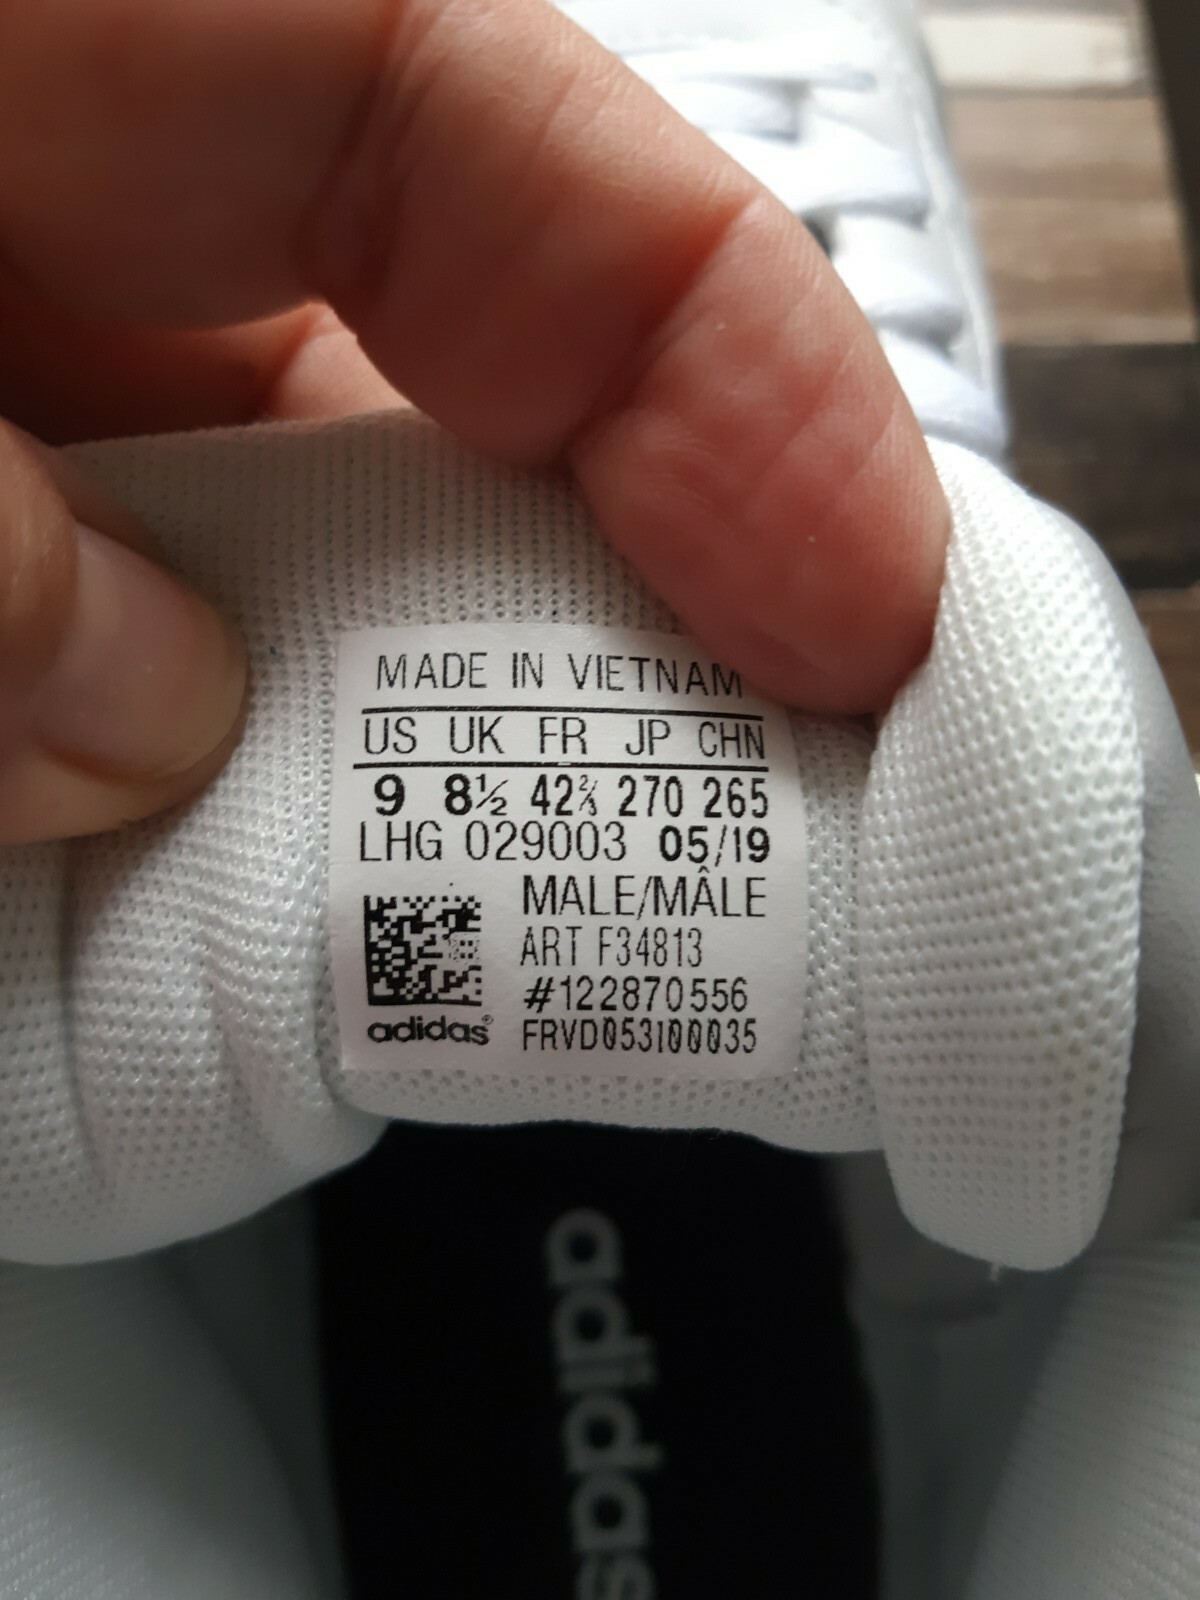 MADE IN VIETNAM
US UK FR JP CHN
9 8½ 42⅔ 270 265
LHG 029003 05/19
MALE/MÂLE
ART F34813
#122870556
adidas® FRVD053100035
adidas